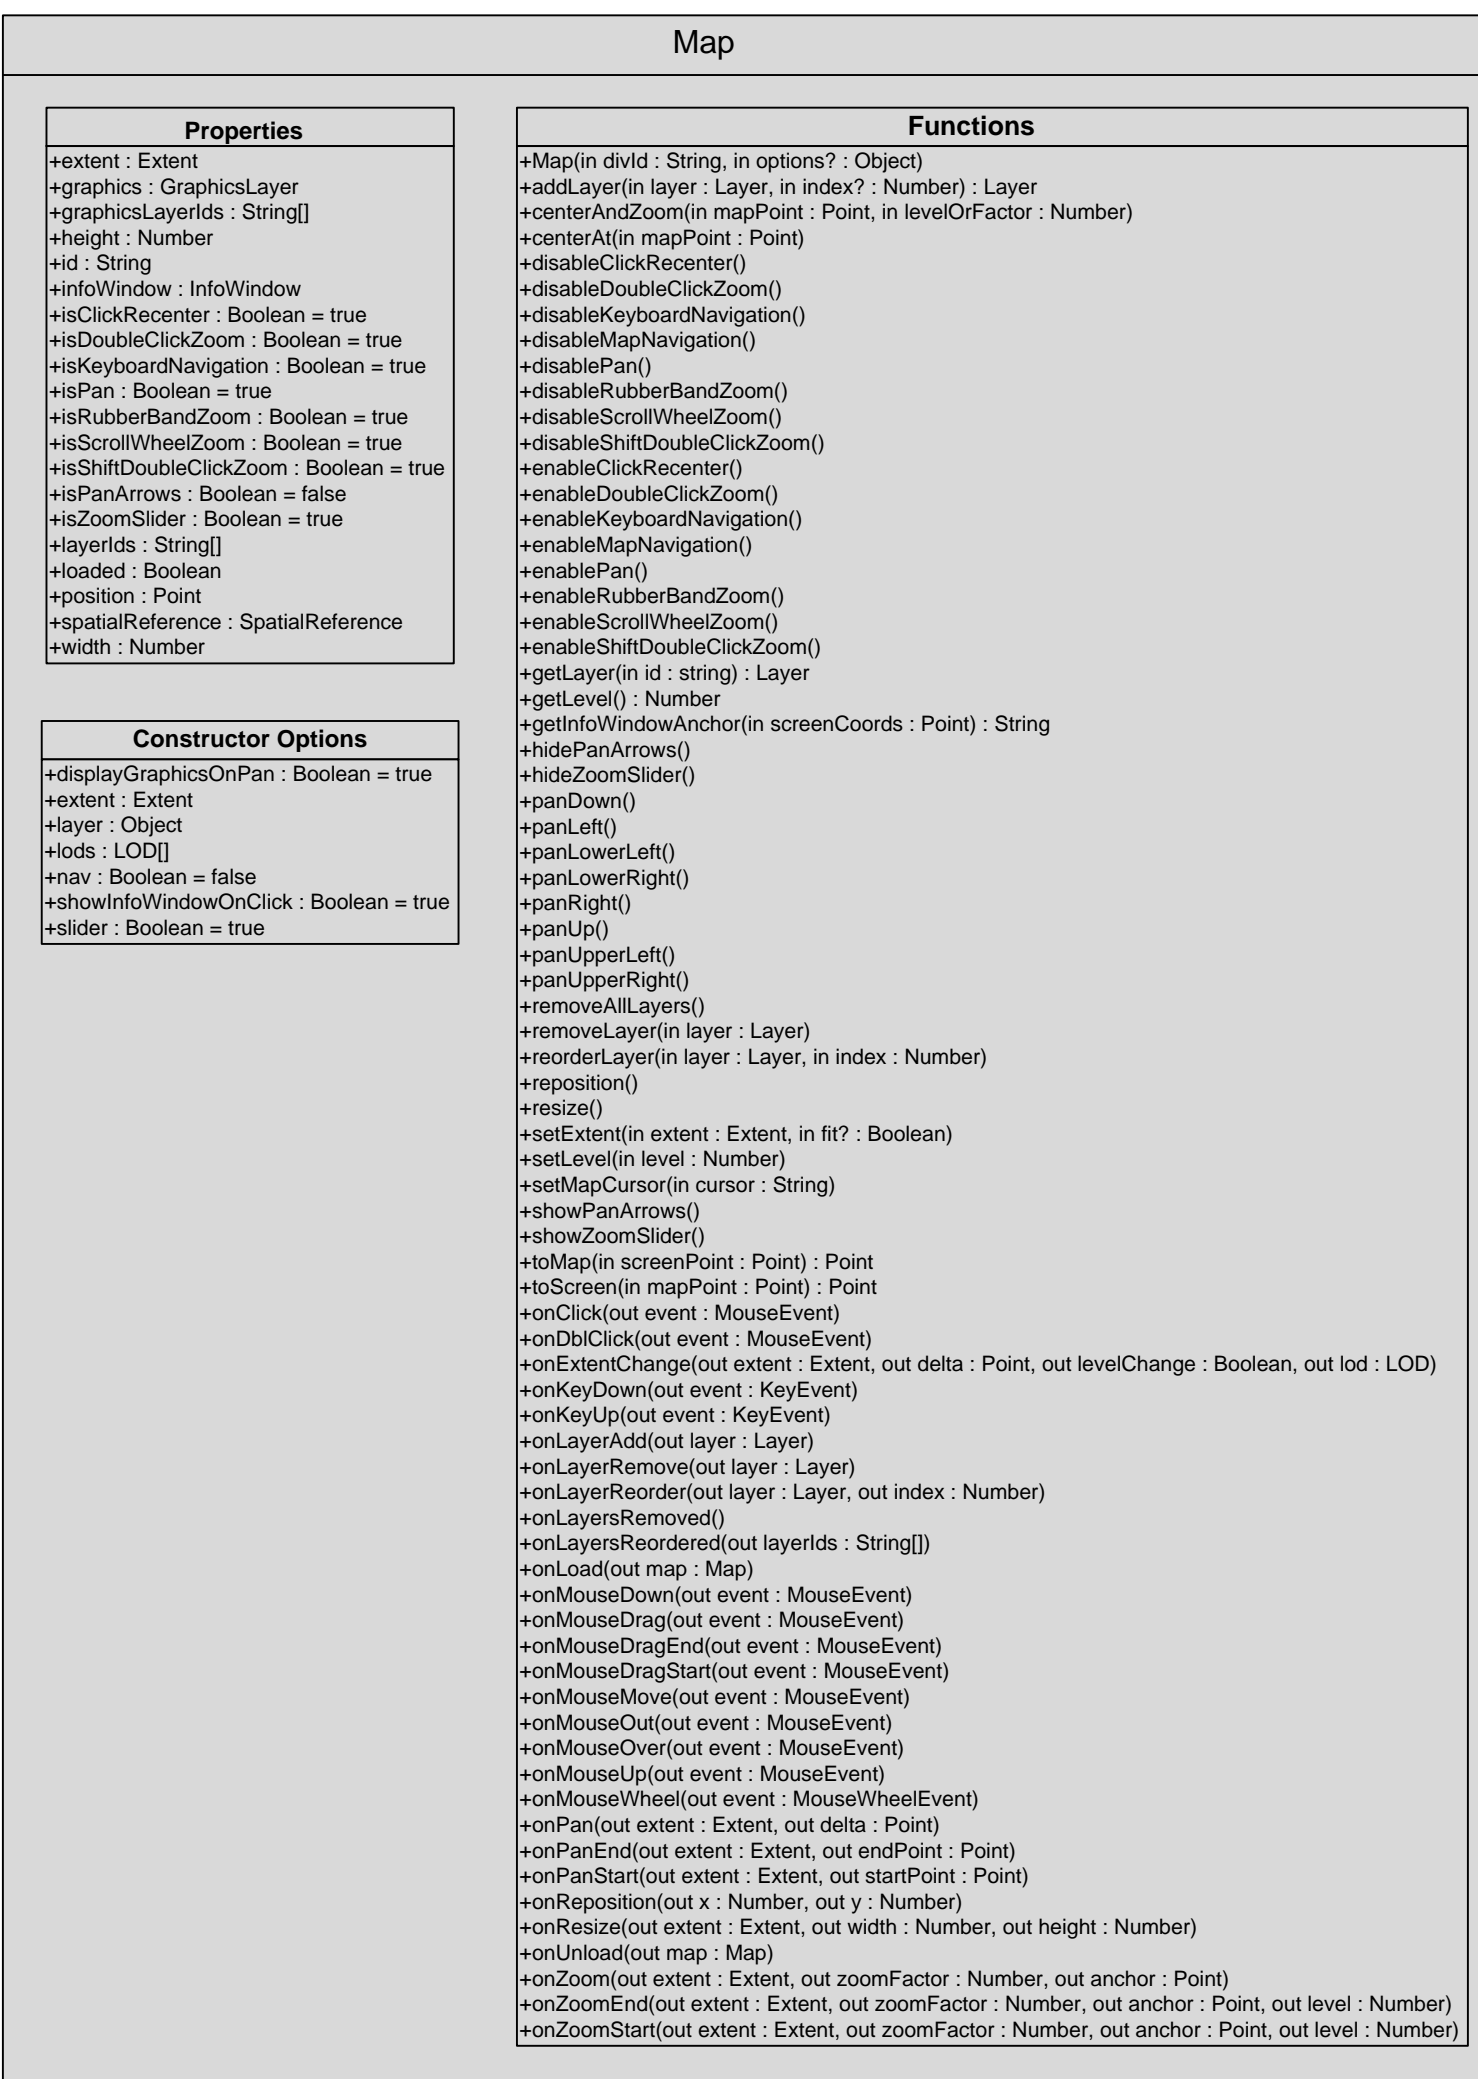 Map
Properties
+extent : Extent
+graphics : GraphicsLayer
+graphicsLayerIds : String[]
+height : Number
+id : String
+infoWindow : InfoWindow
+isClickRecenter : Boolean = true
+isDoubleClickZoom : Boolean = true
+isKeyboardNavigation : Boolean = true
+isPan : Boolean = true
+isRubberBandZoom : Boolean = true
+isScrollWheelZoom : Boolean = true
+isShiftDoubleClickZoom : Boolean = true
+isPanArrows : Boolean = false
+isZoomSlider : Boolean = true
+layerIds : String[]
+loaded : Boolean
+position : Point
+spatialReference : SpatialReference
+width : Number
Constructor Options
+displayGraphicsOnPan : Boolean = true
+extent : Extent
+layer : Object
+lods : LOD[]
+nav : Boolean = false
+showInfoWindowOnClick : Boolean = true
+slider : Boolean = true
Functions
+Map(in divId : String, in options? : Object)
+addLayer(in layer : Layer, in index? : Number) : Layer
+centerAndZoom(in mapPoint : Point, in levelOrFactor : Number)
+centerAt(in mapPoint : Point)
+disableClickRecenter()
+disableDoubleClickZoom()
+disableKeyboardNavigation()
+disableMapNavigation()
+disablePan()
+disableRubberBandZoom()
+disableScrollWheelZoom()
+disableShiftDoubleClickZoom()
+enableClickRecenter()
+enableDoubleClickZoom()
+enableKeyboardNavigation()
+enableMapNavigation()
+enablePan()
+enableRubberBandZoom()
+enableScrollWheelZoom()
+enableShiftDoubleClickZoom()
+getLayer(in id : string) : Layer
+getLevel() : Number
+getInfoWindowAnchor(in screenCoords : Point) : String
+hidePanArrows()
+hideZoomSlider()
+panDown()
+panLeft()
+panLowerLeft()
+panLowerRight()
+panRight()
+panUp()
+panUpperLeft()
+panUpperRight()
+removeAllLayers()
+removeLayer(in layer : Layer)
+reorderLayer(in layer : Layer, in index : Number)
+reposition()
+resize()
+setExtent(in extent : Extent, in fit? : Boolean)
+setLevel(in level : Number)
+setMapCursor(in cursor : String)
+showPanArrows()
+showZoomSlider()
+toMap(in screenPoint : Point) : Point
+toScreen(in mapPoint : Point) : Point
+onClick(out event : MouseEvent)
+onDblClick(out event : MouseEvent)
+onExtentChange(out extent : Extent, out delta : Point, out levelChange : Boolean, out lod : LOD)
+onKeyDown(out event : KeyEvent)
+onKeyUp(out event : KeyEvent)
+onLayerAdd(out layer : Layer)
+onLayerRemove(out layer : Layer)
+onLayerReorder(out layer : Layer, out index : Number)
+onLayersRemoved()
+onLayersReordered(out layerIds : String[])
+onLoad(out map : Map)
+onMouseDown(out event : MouseEvent)
+onMouseDrag(out event : MouseEvent)
+onMouseDragEnd(out event : MouseEvent)
+onMouseDragStart(out event : MouseEvent)
+onMouseMove(out event : MouseEvent)
+onMouseOut(out event : MouseEvent)
+onMouseOver(out event : MouseEvent)
+onMouseUp(out event : MouseEvent)
+onMouseWheel(out event : MouseWheelEvent)
+onPan(out extent : Extent, out delta : Point)
+onPanEnd(out extent : Extent, out endPoint : Point)
+onPanStart(out extent : Extent, out startPoint : Point)
+onReposition(out x : Number, out y : Number)
+onResize(out extent : Extent, out width : Number, out height : Number)
+onUnload(out map : Map)
+onZoom(out extent : Extent, out zoomFactor : Number, out anchor : Point)
+onZoomEnd(out extent : Extent, out zoomFactor : Number, out anchor : Point, out level : Number)
+onZoomStart(out extent : Extent, out zoomFactor : Number, out anchor : Point, out level : Number)